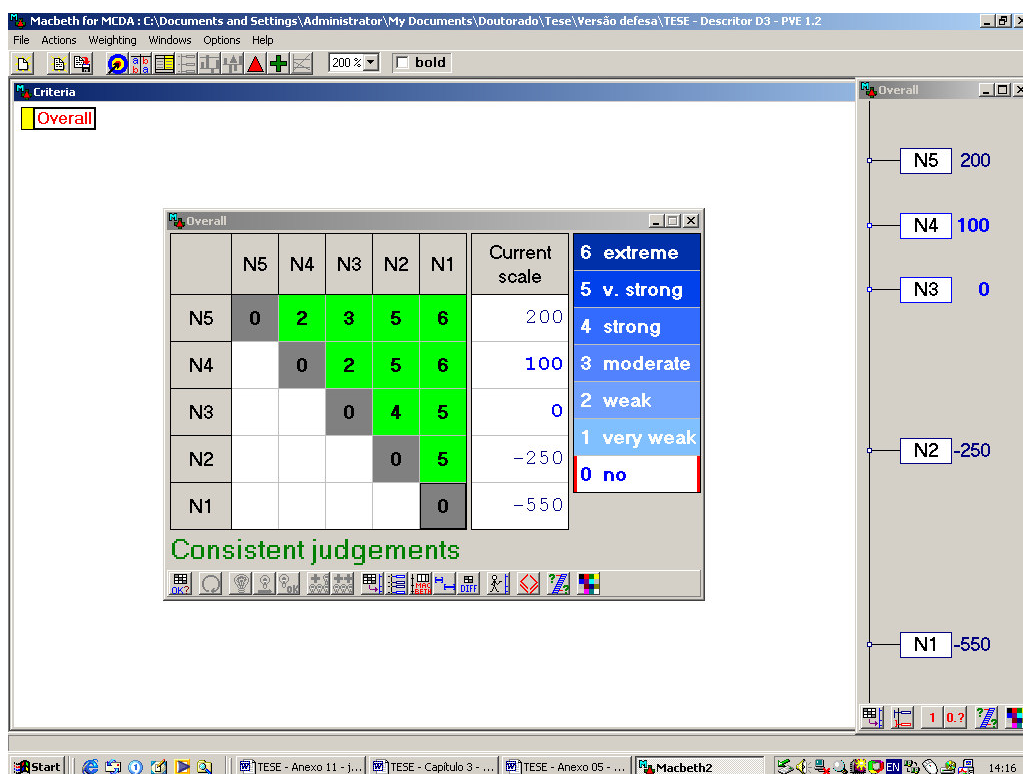 Macbeth for MCDA : C:\Documents and Settings\Administrator\My Documents\Doutorado\Tese\Versão defesa\TESE - Descritor D3 - PVE 1.2
File Actions Weighting Windows Options Help
200 % bold
Criteria
Overall
Overall
N5 200
N4 100
N3 0
N2 -250
N1 -550
Overall
N5 N4 N3 N2 N1 Current scale
N5 0 2 3 5 6 200
N4 0 2 5 6 100
N3 0 4 5 0
N2 0 5 -250
N1 0 -550
6 extreme
5 v. strong
4 strong
3 moderate
2 weak
1 very weak
0 no
Consistent judgements
OK? OK MAC BETH DIFF
1 0.?
Start TESE - Anexo 11 - j... TESE - Capítulo 3 - ... TESE - Anexo 05 - ... Macbeth2 EN 14:16